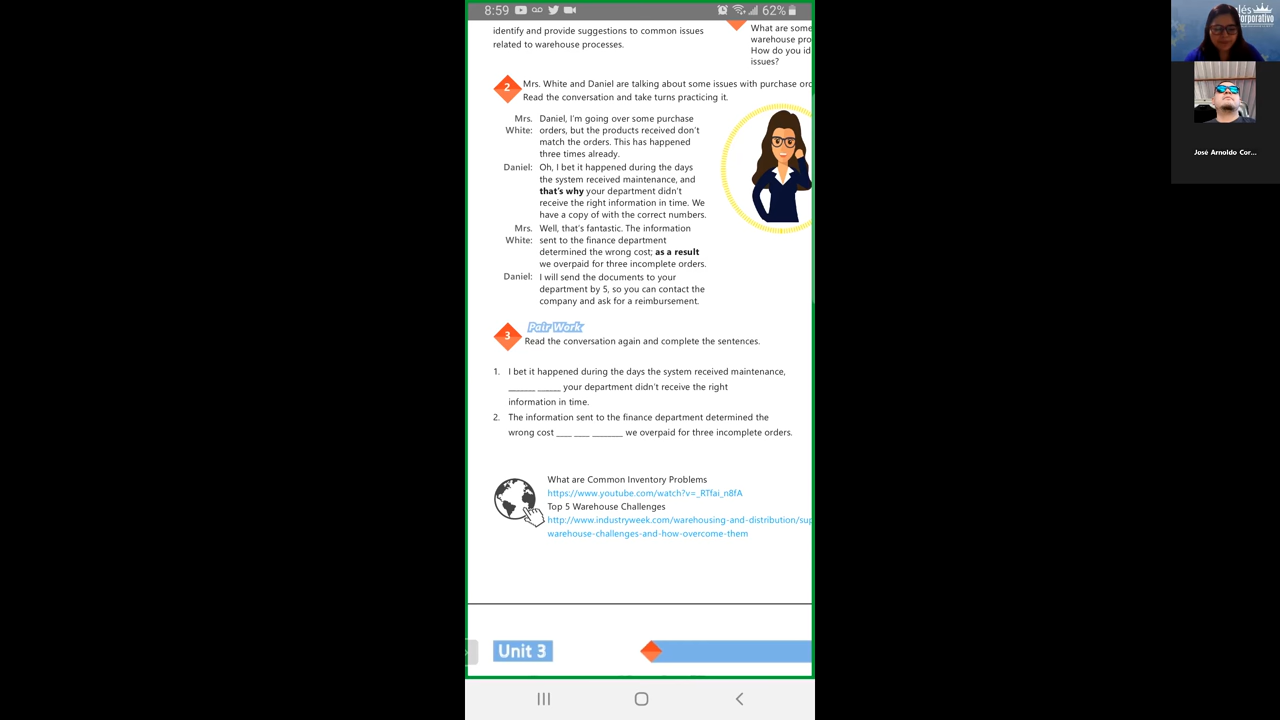 8:59
62%
identify and provide suggestions to common issues
related to warehouse processes.
What are some
warehouse pro
How do you id
issues?
2
Mrs. White and Daniel are talking about some issues with purchase ord
Read the conversation and take turns practicing it.
Mrs. White: Daniel, I'm going over some purchase
orders, but the products received don't
match the orders. This has happened
three times already.
Daniel: Oh, I bet it happened during the days
the system received maintenance, and
that's why your department didn't
receive the right information in time. We
have a copy of with the correct numbers.
Mrs. White: Well, that's fantastic. The information
sent to the finance department
determined the wrong cost; as a result
we overpaid for three incomplete orders.
Daniel: I will send the documents to your
department by 5, so you can contact the
company and ask for a reimbursement.
3
Pair Work
Read the conversation again and complete the sentences.
1. I bet it happened during the days the system received maintenance,
_______ ______ your department didn't receive the right
information in time.
2. The information sent to the finance department determined the
wrong cost ____ ____ ________ we overpaid for three incomplete orders.
What are Common Inventory Problems
https://www.youtube.com/watch?v=_RTfai_n8fA
Top 5 Warehouse Challenges
http://www.industryweek.com/warehousing-and-distribution/sup
warehouse-challenges-and-how-overcome-them
Unit 3
lés
orporativo
José Arnoldo Cor...